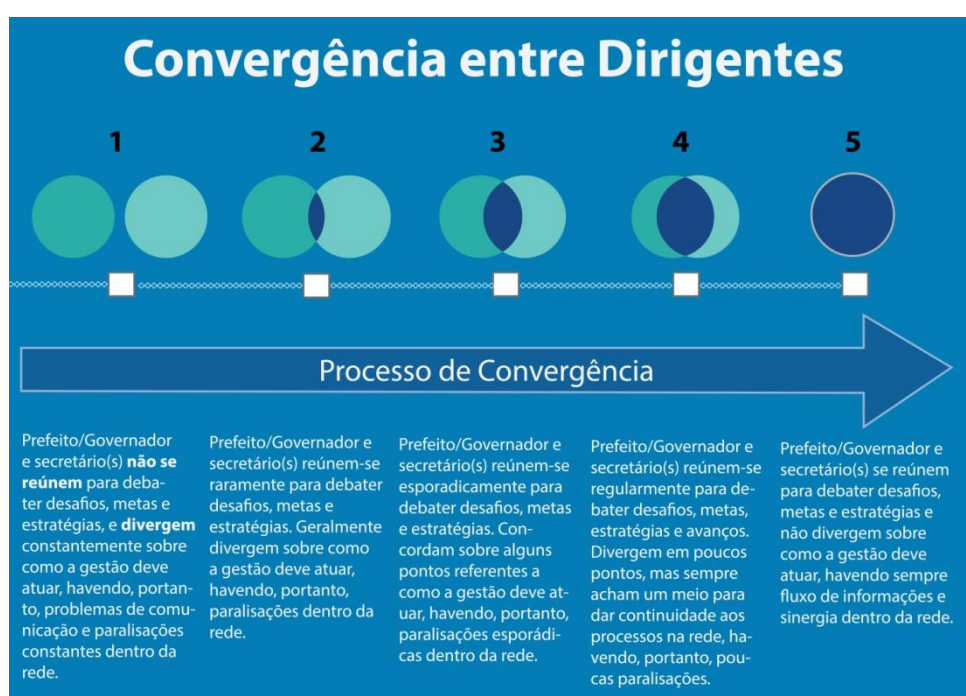 Convergência entre Dirigentes
1
2
3
4
5
Processo de Convergência
Prefeito/Governador
e secretário(s) não se
reúnem para deba-
ter desafios, metas e
estratégias, e divergem
constantemente sobre
como a gestão deve
atuar, havendo, portan-
to, problemas de comu-
nicação e paralisações
constantes dentro da
rede.
Prefeito/Governador e
secretário(s) reúnem-se
raramente para debater
desafios, metas e
estratégias. Geralmente
divergem sobre como
a gestão deve atuar,
havendo, portanto,
paralisações dentro da
rede.
Prefeito/Governador e
secretário(s) reúnem-se
esporadicamente para
debater desafios, metas
e estratégias. Con-
cordam sobre alguns
pontos referentes a
como a gestão deve at-
uar, havendo, portanto,
paralisações esporádi-
cas dentro da rede.
Prefeito/Governador e
secretário(s) reúnem-se
regularmente para de-
bater desafios, metas,
estratégias e avanços.
Divergem em poucos
pontos, mas sempre
acham um meio para
dar continuidade aos
processos na rede, ha-
vendo, portanto, pou-
cas paralisações.
Prefeito/Governador e
secretário(s) se reúnem
para debater desafios,
metas e estratégias e
não divergem sobre
como a gestão deve
atuar, havendo sempre
fluxo de informações e
sinergia dentro da rede.